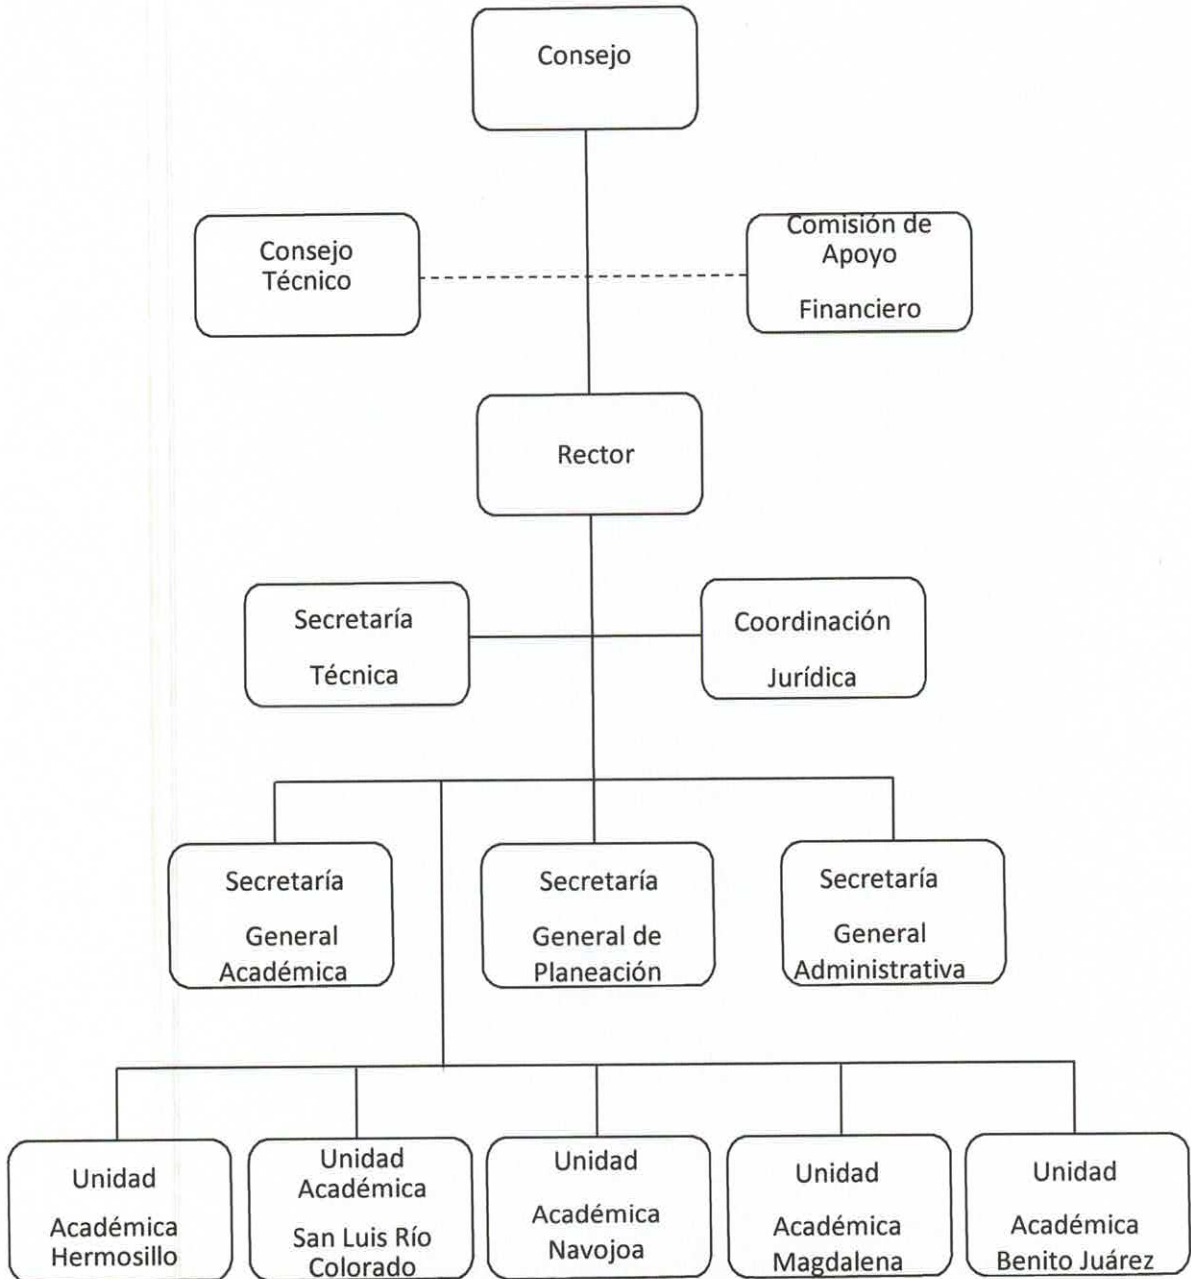 Consejo
Consejo
Técnico
Comisión de
Apoyo
Financiero
Rector
Secretaría
Técnica
Coordinación
Jurídica
Secretaría
General
Académica
Secretaría
General de
Planeación
Secretaría
General
Administrativa
Unidad
Académica
Hermosillo
Unidad
Académica
San Luis Río
Colorado
Unidad
Académica
Navojoa
Unidad
Académica
Magdalena
Unidad
Académica
Benito Juárez